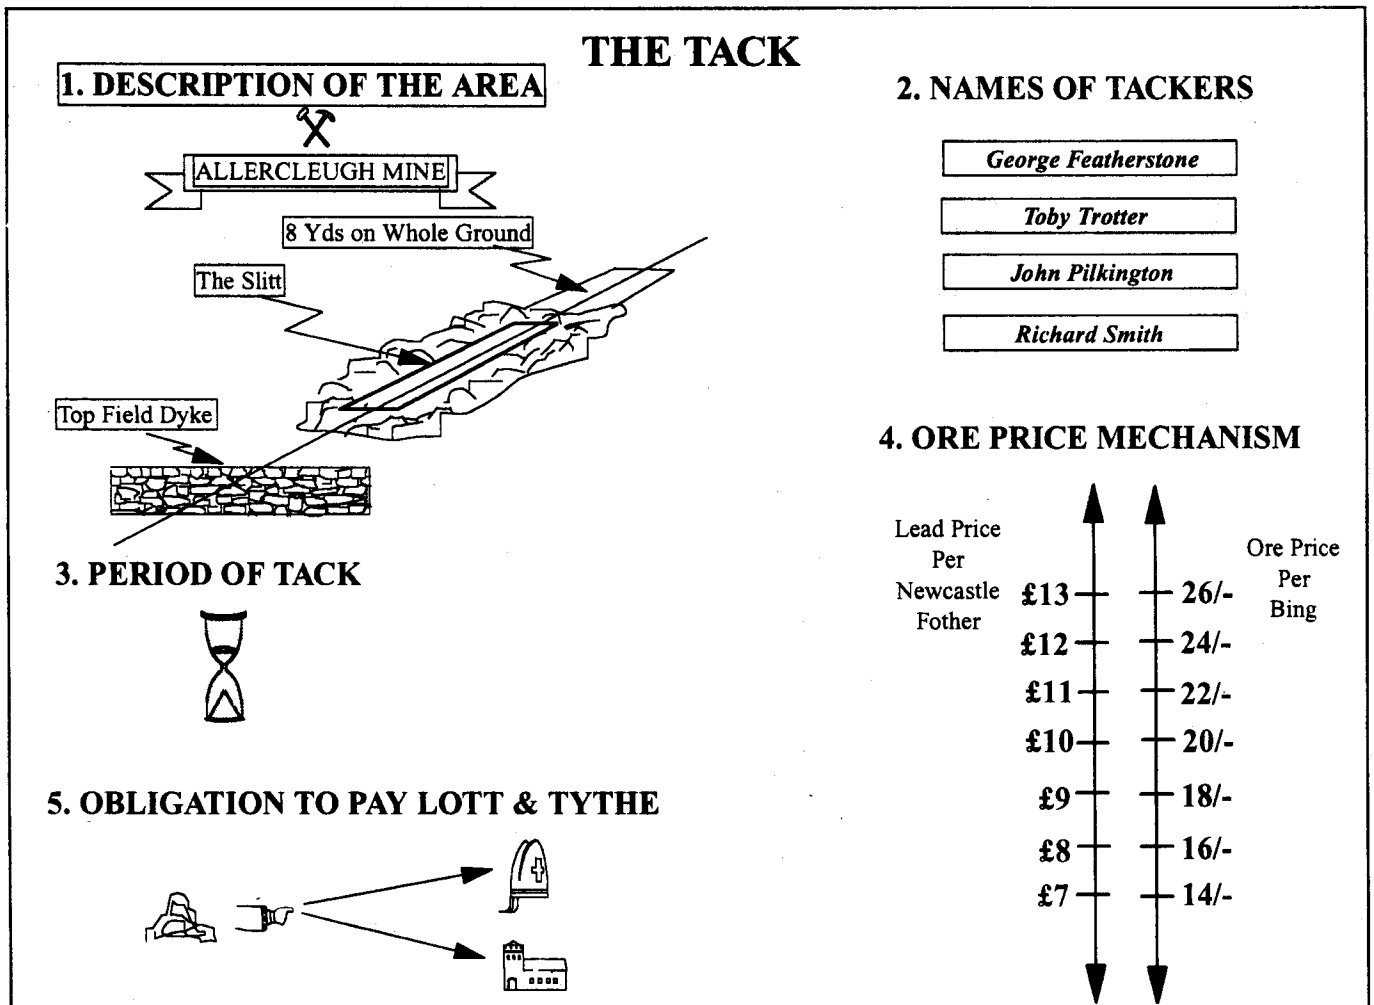 THE TACK
1. DESCRIPTION OF THE AREA
ALLERCLEUGH MINE
8 Yds on Whole Ground
The Slitt
Top Field Dyke
2. NAMES OF TACKERS
George Featherstone
Toby Trotter
John Pilkington
Richard Smith
3. PERIOD OF TACK
4. ORE PRICE MECHANISM
Lead Price
Per
Newcastle
Fother
Ore Price
Per
Bing
£13 26/-
£12 24/-
£11 22/-
£10 20/-
£9 18/-
£8 16/-
£7 14/-
5. OBLIGATION TO PAY LOTT & TYTHE